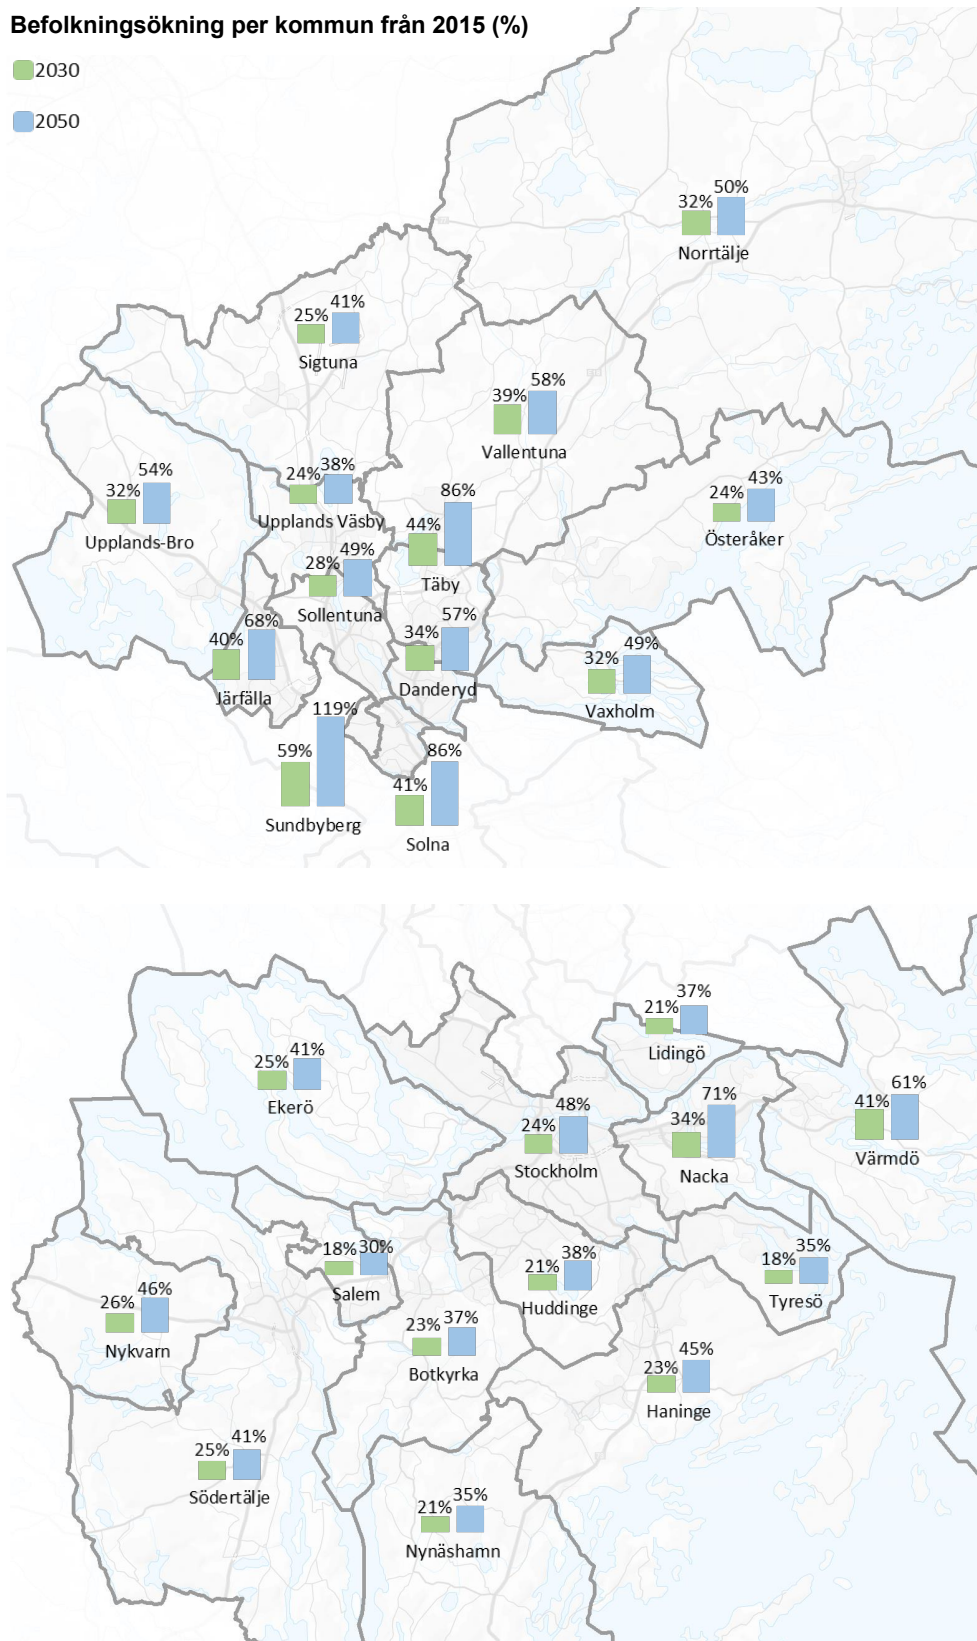 Befolkningsökning per kommun från 2015 (%)
2030
2050
32% 50%
Norrtälje
25% 41%
Sigtuna
39% 58%
Vallentuna
32% 54%
Upplands-Bro
24% 38%
Upplands Väsby
44% 86%
Täby
24% 43%
Österåker
28% 49%
Sollentuna
40% 68%
Järfälla
34% 57%
Danderyd
32% 49%
Vaxholm
59% 119%
Sundbyberg
41% 86%
Solna
21% 37%
Lidingö
25% 41%
Ekerö
24% 48%
Stockholm
34% 71%
Nacka
41% 61%
Värmdö
18% 30%
Salem
21% 38%
Huddinge
18% 35%
Tyresö
26% 46%
Nykvarn
23% 37%
Botkyrka
23% 45%
Haninge
25% 41%
Södertälje
21% 35%
Nynäshamn